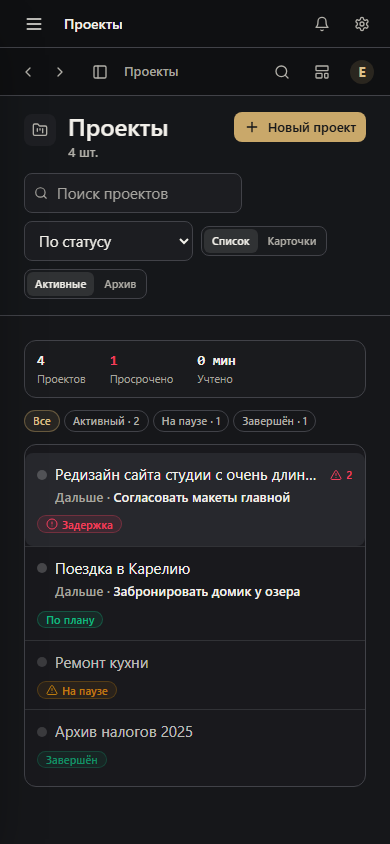 Проекты
Проекты
E
Проекты
4 шт.
Новый проект
Поиск проектов
По статусу
Список
Карточки
Активные
Архив
4
1
0 мин
Проектов
Просрочено
Учтено
Все
Активный · 2
На паузе · 1
Завершён · 1
Редизайн сайта студии с очень длин...
2
Дальше · Согласовать макеты главной
Задержка
Поездка в Карелию
Дальше · Забронировать домик у озера
По плану
Ремонт кухни
На паузе
Архив налогов 2025
Завершён